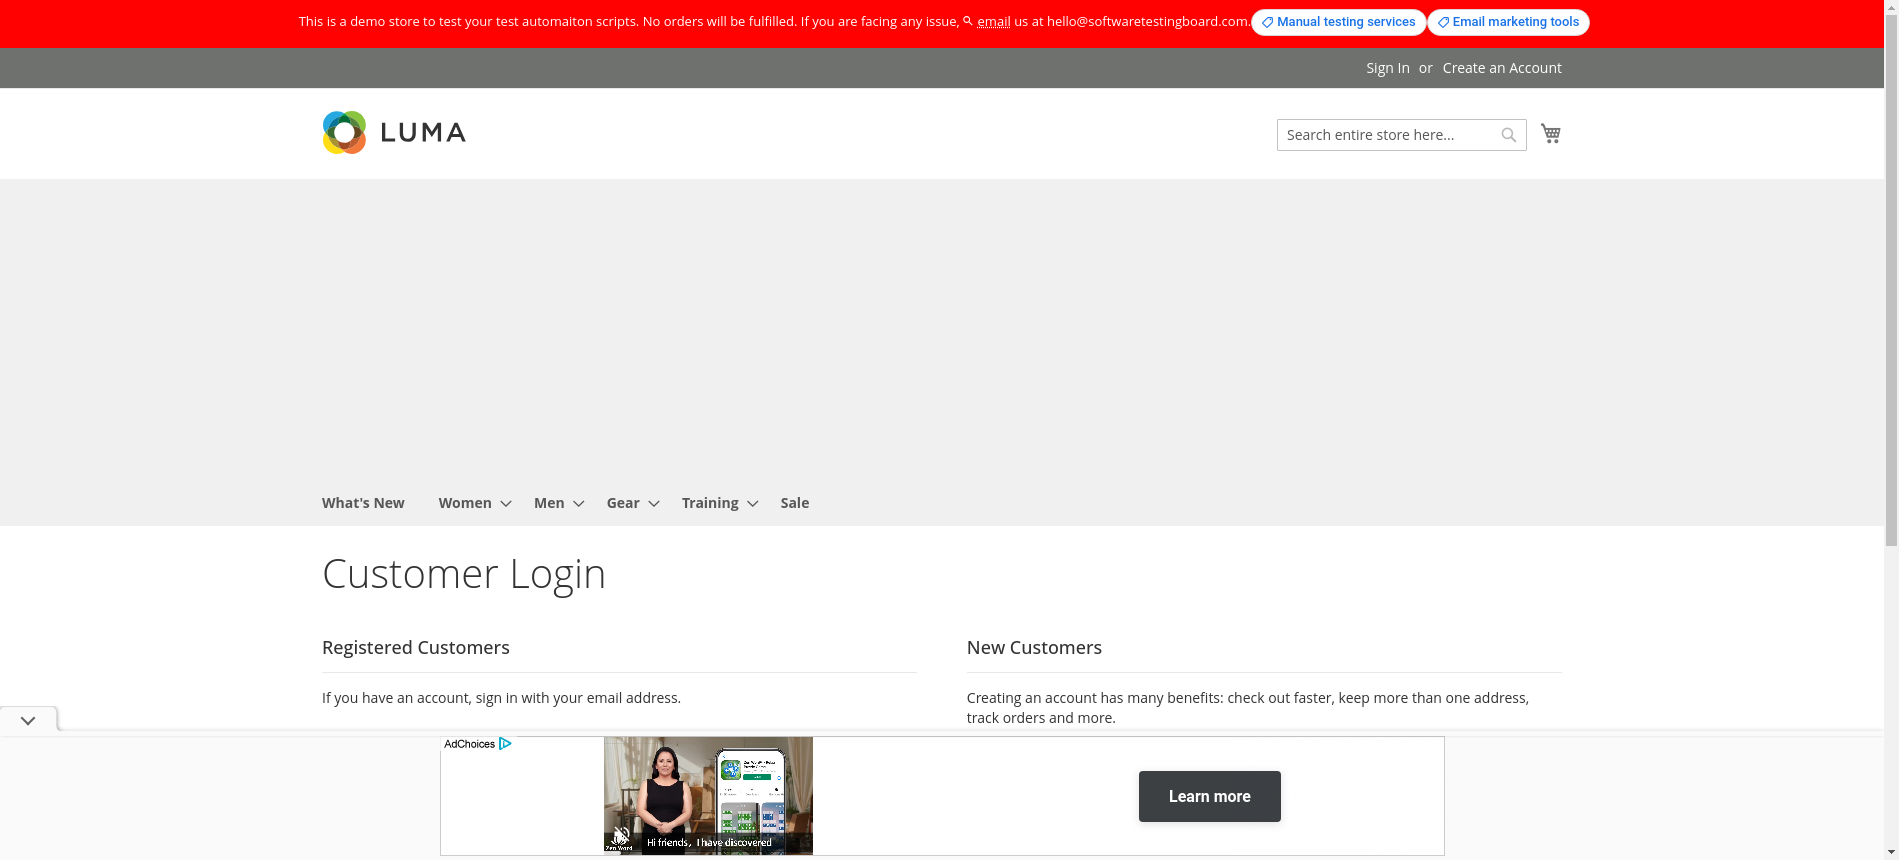 This is a demo store to test your test automaiton scripts. No orders will be fulfilled. If you are facing any issue, email us at hello@softwaretestingboard.com. Manual testing services Email marketing tools
Sign In or Create an Account
LUMA
Search entire store here...
What's New Women Men Gear Training Sale
Customer Login
Registered Customers
If you have an account, sign in with your email address.
New Customers
Creating an account has many benefits: check out faster, keep more than one address,
track orders and more.
AdChoices
Hi friends, I have discovered
Zen Word
Learn more